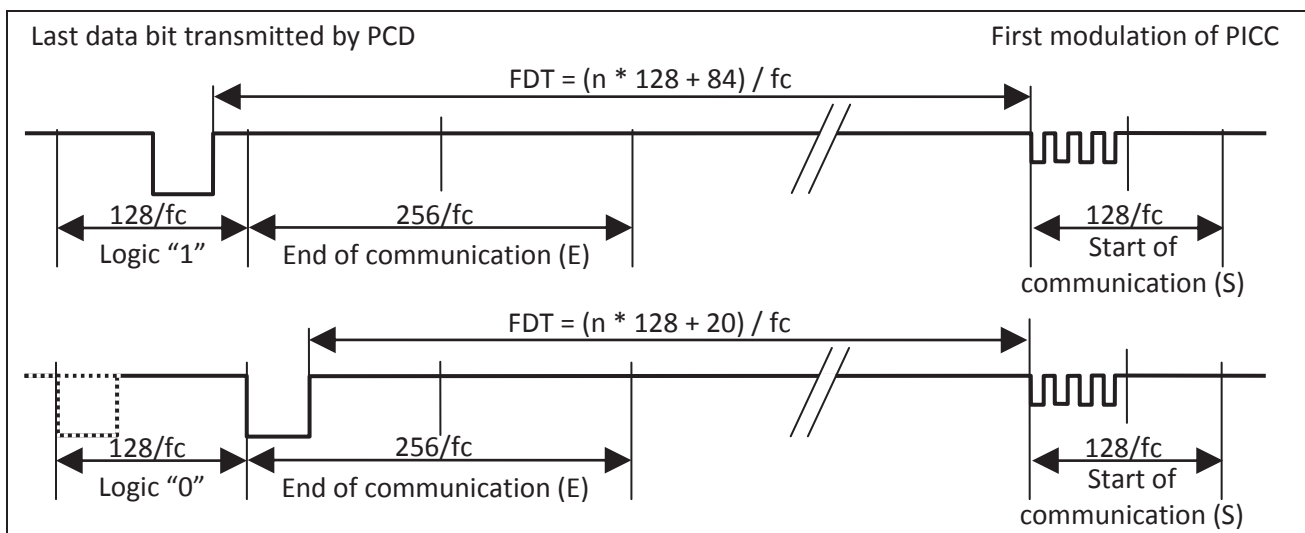 Last data bit transmitted by PCD
First modulation of PICC
FDT = (n * 128 + 84) / fc
128/fc
256/fc
128/fc
Logic “1”
End of communication (E)
Start of
communication (S)
FDT = (n * 128 + 20) / fc
128/fc
256/fc
128/fc
Logic “0”
End of communication (E)
Start of
communication (S)